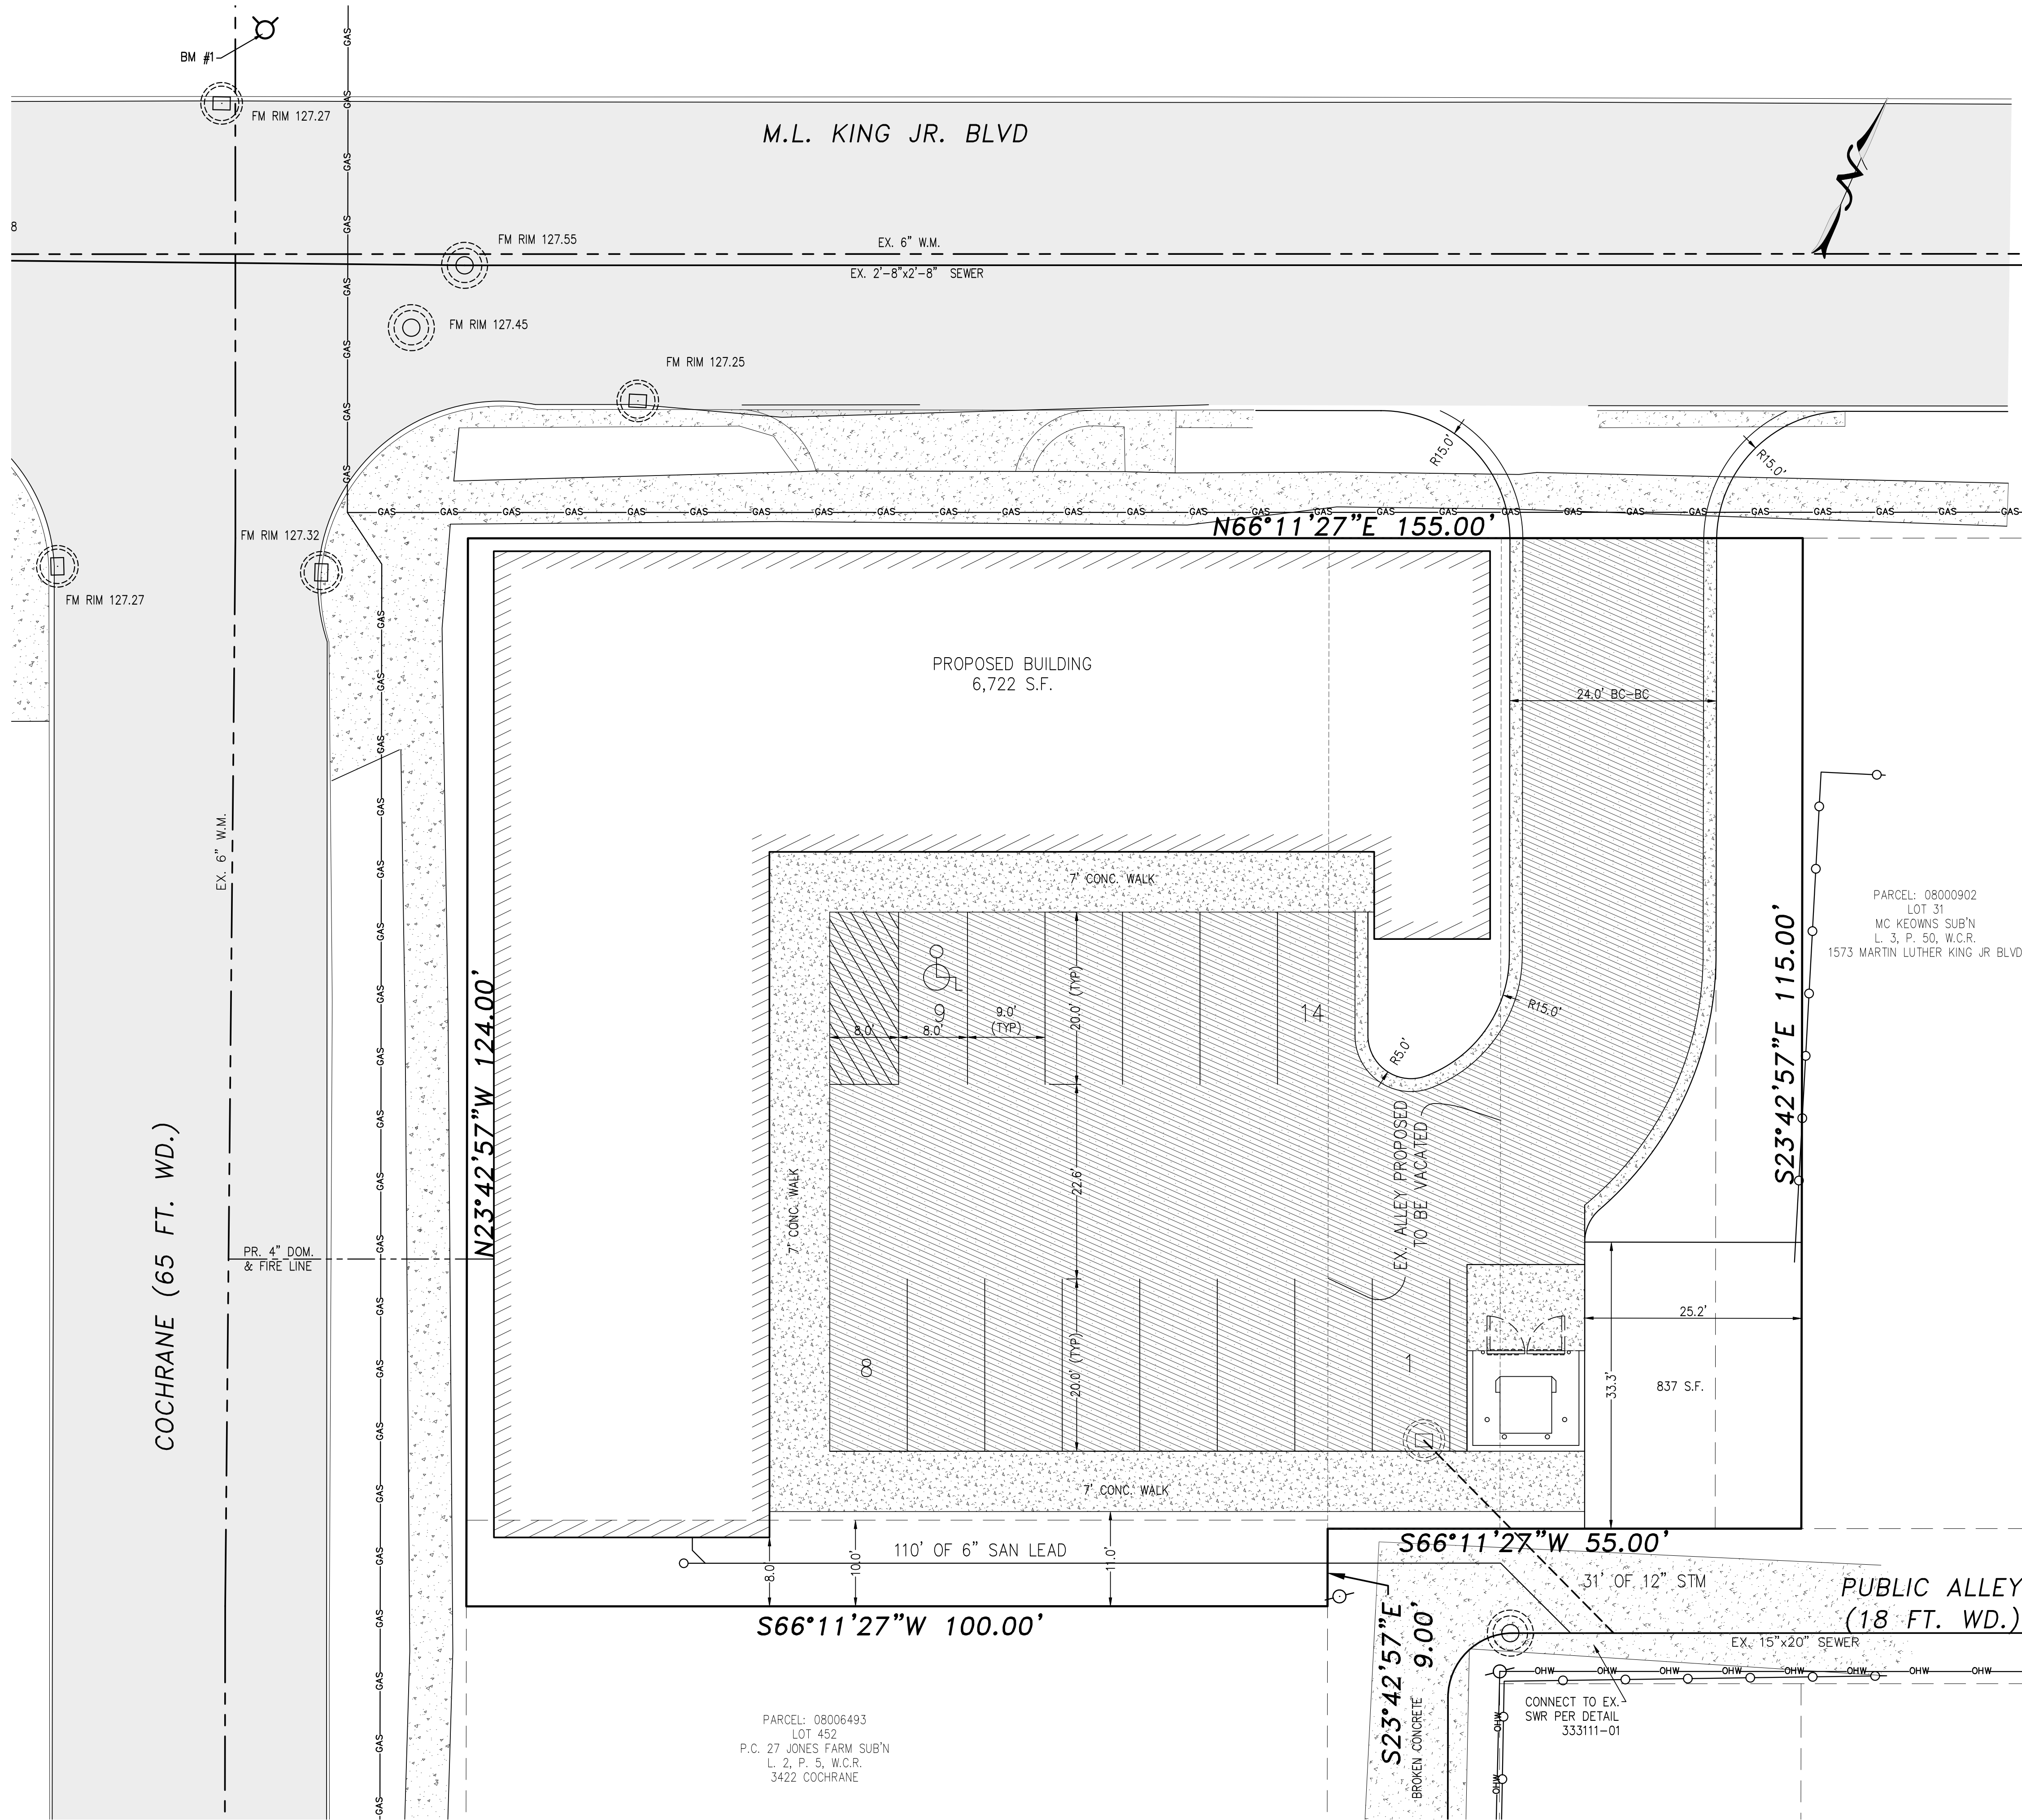 BM #1
FM RIM 127.27
M.L. KING JR. BLVD
N
8
FM RIM 127.55
EX. 6" W.M.
EX. 2'-8"x2'-8" SEWER
FM RIM 127.45
FM RIM 127.25
R15.0'
R15.0'
GAS
N66°11'27"E 155.00'
FM RIM 127.32
FM RIM 127.27
PROPOSED BUILDING
6,722 S.F.
24.0' BC-BC
EX. 6" W.M.
7' CONC. WALK
PARCEL: 08000902
LOT 31
MC KEOWNS SUB'N
L. 3, P. 50, W.C.R.
1573 MARTIN LUTHER KING JR BLVD
S23°42'57"E 115.00'
N23°42'57"W 124.00'
9
14
8.0'
8.0'
9.0'
(TYP)
20.0' (TYP)
R15.0'
R5.0'
EX. ALLEY PROPOSED
TO BE VACATED
22.6'
7' CONC. WALK
COCHRANE (65 FT. WD.)
PR. 4" DOM.
& FIRE LINE
25.2'
33.3'
837 S.F.
8
20.0' (TYP)
1
7' CONC. WALK
110' OF 6" SAN LEAD
8.0'
10.0'
11.0'
S66°11'27"W 55.00'
31' OF 12" STM
PUBLIC ALLEY
(18 FT. WD.)
S66°11'27"W 100.00'
S23°42'57"E
9.00'
EX. 15"x20" SEWER
OHW
BROKEN CONCRETE
CONNECT TO EX.
SWR PER DETAIL
333111-01
PARCEL: 08006493
LOT 452
P.C. 27 JONES FARM SUB'N
L. 2, P. 5, W.C.R.
3422 COCHRANE